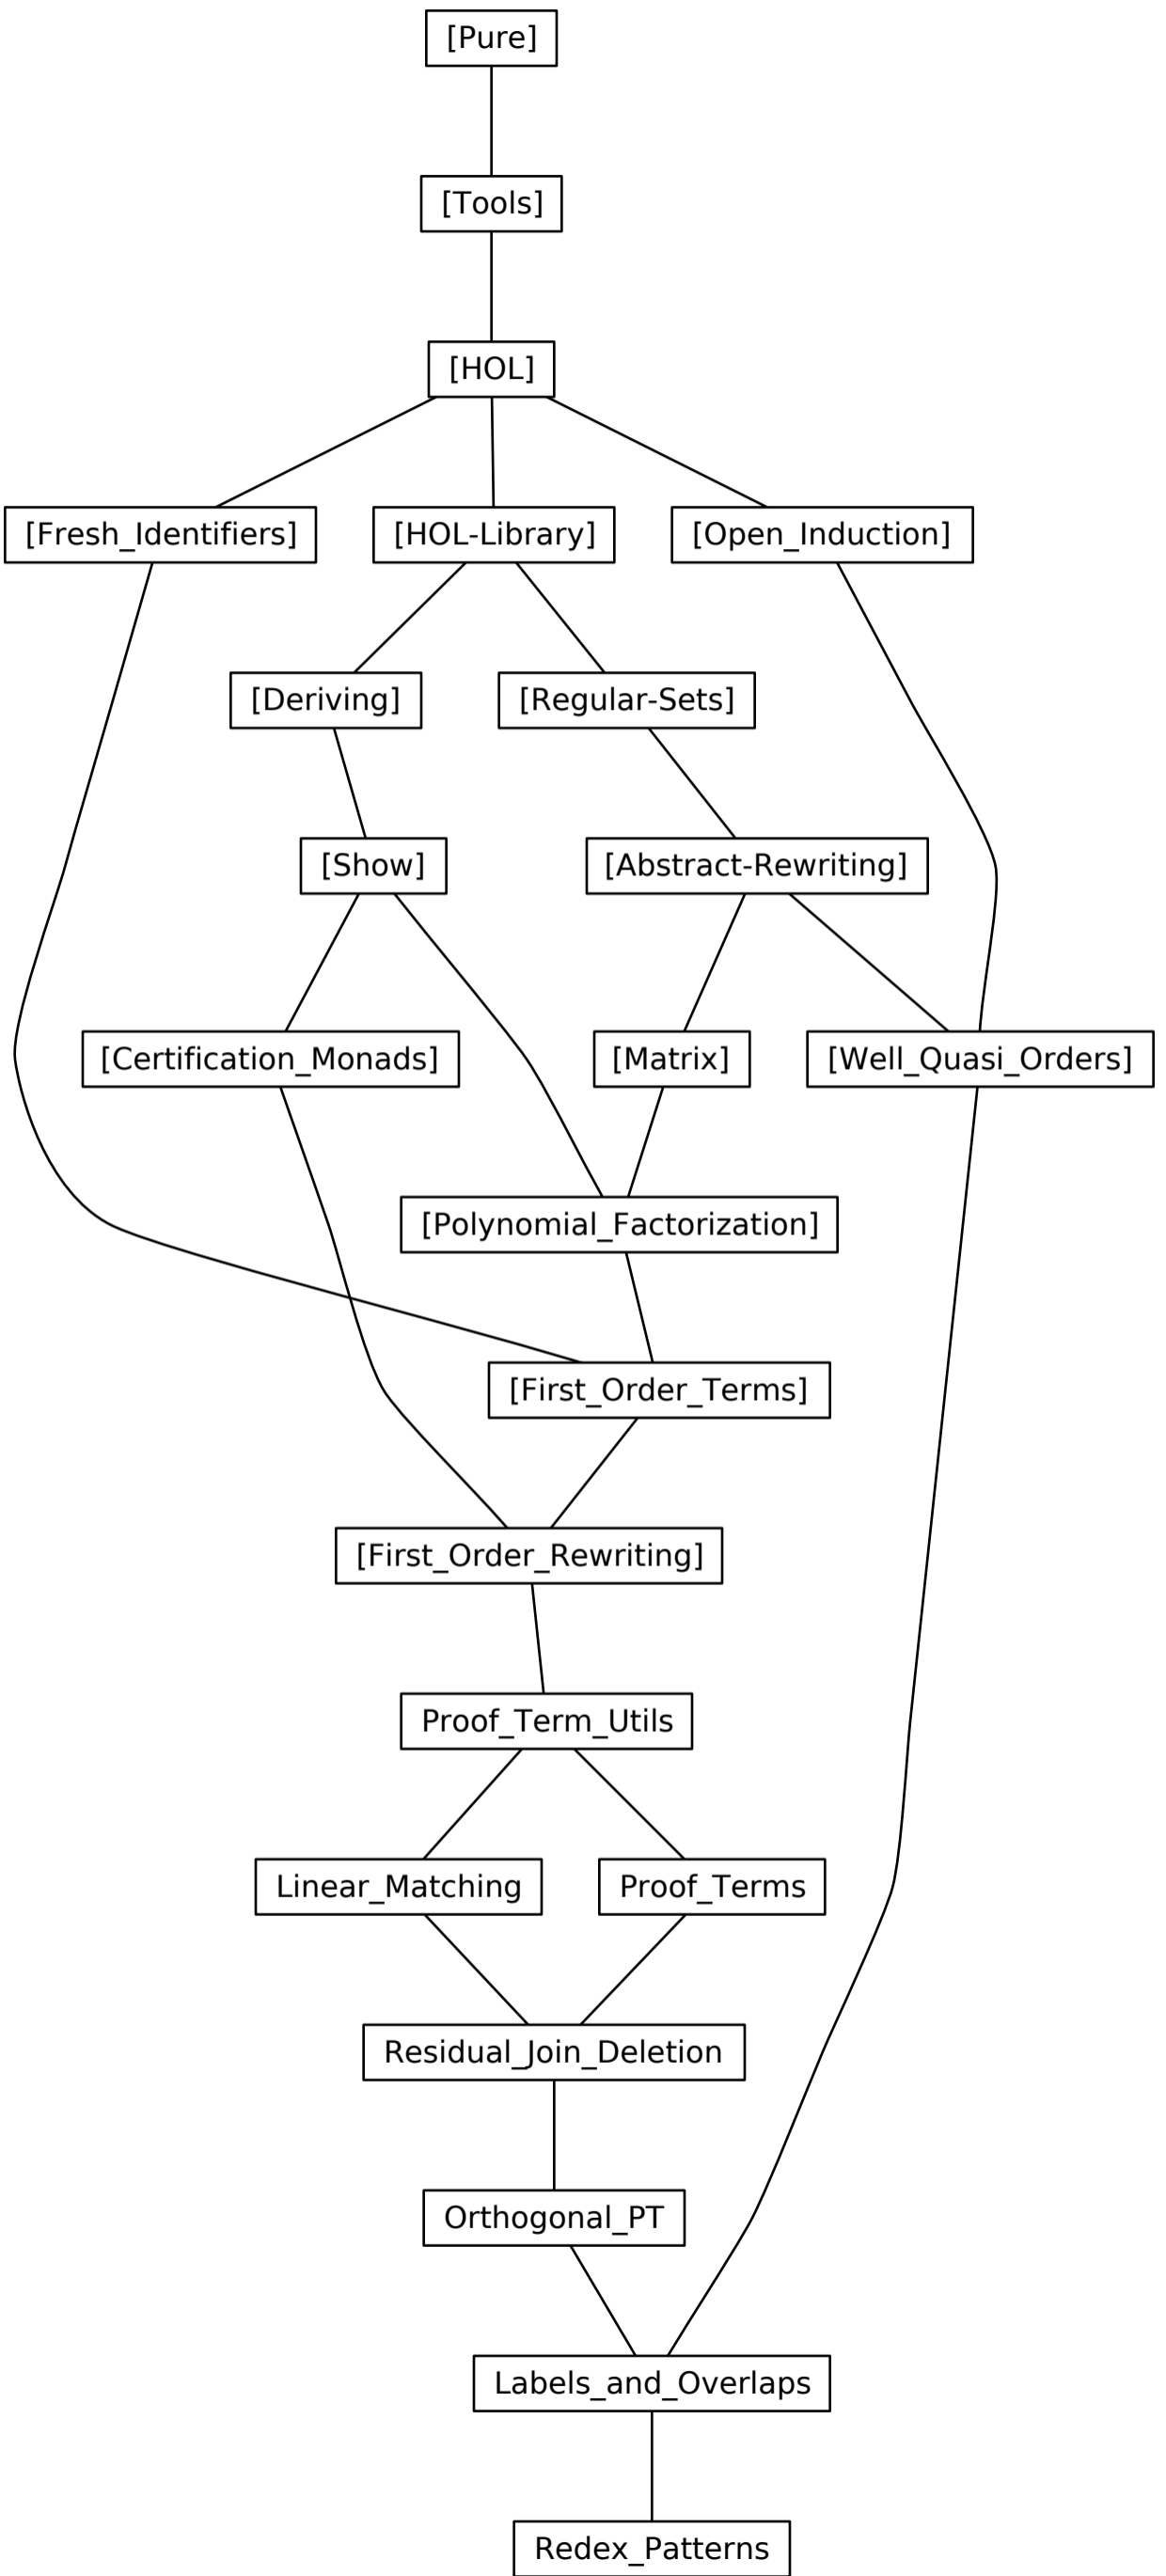 [Pure]
[Tools]
[HOL]
[Fresh_Identifiers]
[HOL-Library]
[Open_Induction]
[Deriving]
[Regular-Sets]
[Show]
[Abstract-Rewriting]
[Certification_Monads]
[Matrix]
[Well_Quasi_Orders]
[Polynomial_Factorization]
[First_Order_Terms]
[First_Order_Rewriting]
Proof_Term_Utils
Linear_Matching
Proof_Terms
Residual_Join_Deletion
Orthogonal_PT
Labels_and_Overlaps
Redex_Patterns